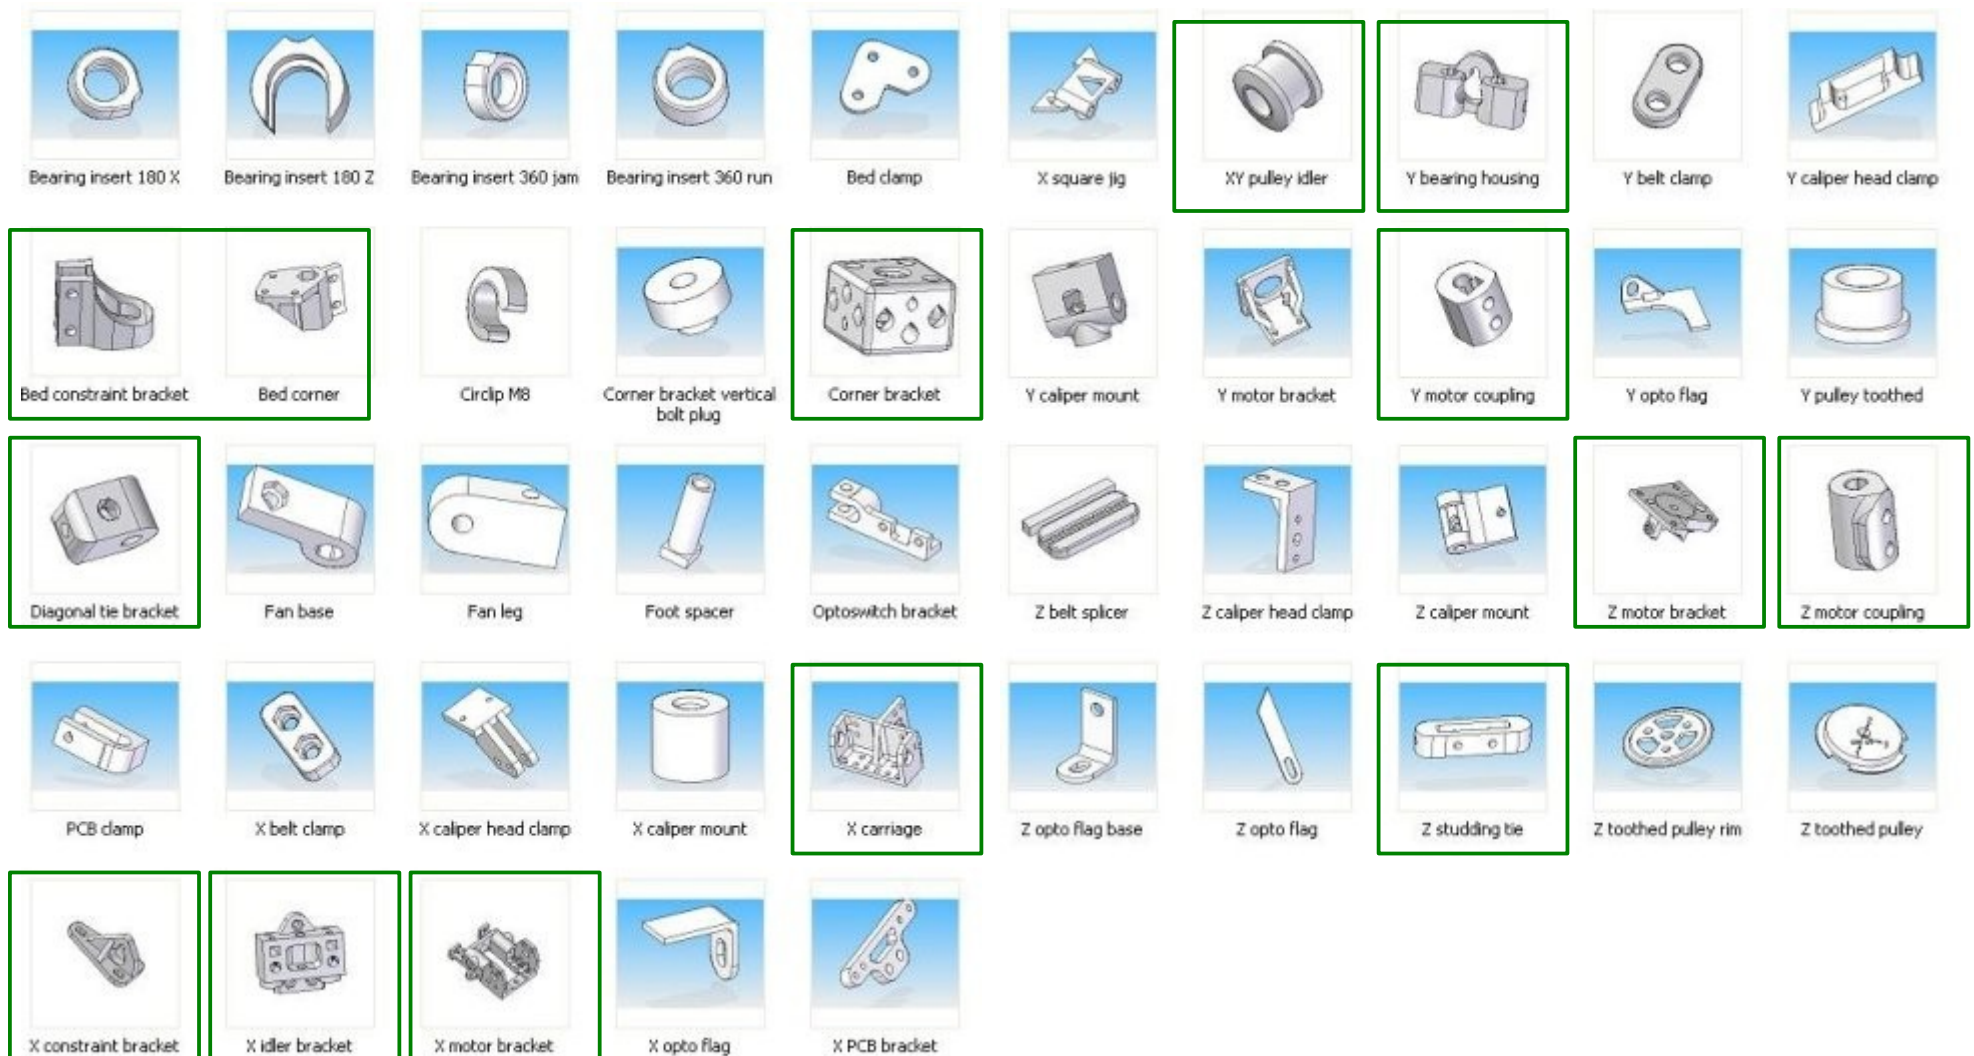 Bearing insert 180 X
Bearing insert 180 Z
Bearing insert 360 jam
Bearing insert 360 run
Bed clamp
X square jig
XY pulley idler
Y bearing housing
Y belt clamp
Y caliper head clamp
Bed constraint bracket
Bed corner
Circlip M8
Corner bracket vertical
bolt plug
Corner bracket
Y caliper mount
Y motor bracket
Y motor coupling
Y opto flag
Y pulley toothed
Diagonal tie bracket
Fan base
Fan leg
Foot spacer
Optoswitch bracket
Z belt splicer
Z caliper head clamp
Z caliper mount
Z motor bracket
Z motor coupling
PCB clamp
X belt clamp
X caliper head clamp
X caliper mount
X carriage
Z opto flag base
Z opto flag
Z studding tie
Z toothed pulley rim
Z toothed pulley
X constraint bracket
X idler bracket
X motor bracket
X opto flag
X PCB bracket